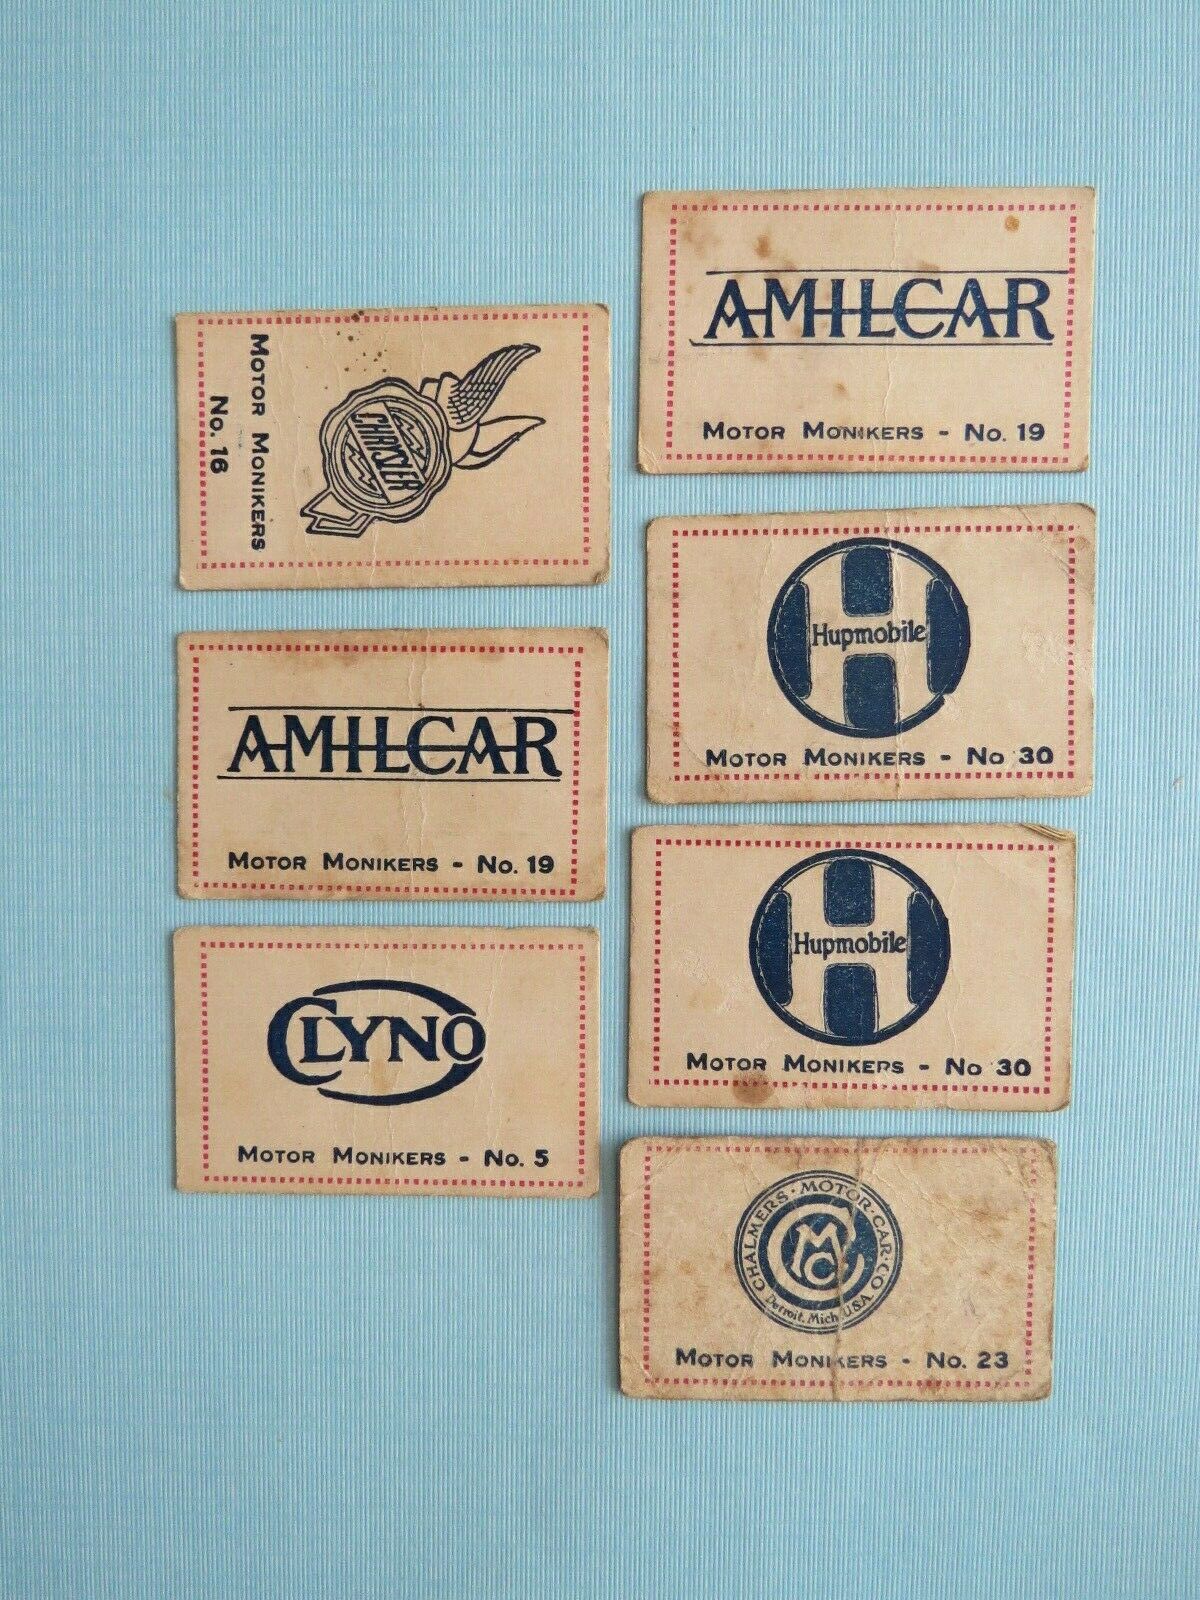 CHRYSLER
MOTOR MONIKERS
No. 16
AMILCAR
MOTOR MONIKERS - No. 19
CLYNO
MOTOR MONIKERS - No. 5
AMILCAR
MOTOR MONIKERS - No. 19
Hupmobile
MOTOR MONIKERS - No 30
Hupmobile
MOTOR MONIKERS - No 30
CHALMERS · MOTOR · CAR · CO
CMC
Detroit. Mich. U.S.A.
MOTOR MONIKERS - No. 23